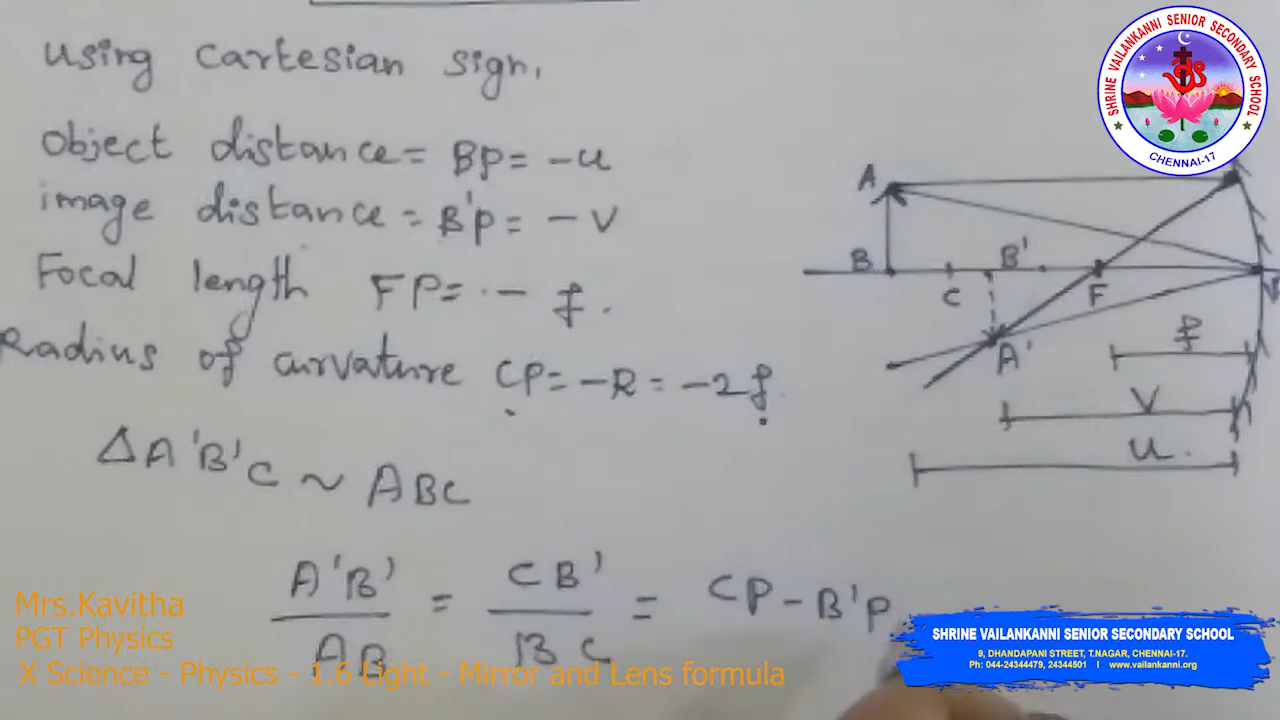 using cartesian sign,
Object distance = BP = -u
image distance = B'P = - v
Focal length FP = - f.
Radius of curvature CP = -R = -2f
ΔA'B'C ~ ABC
A'B' / AB = CB' / BC = CP - B'P
A
B
C
B'
F
P
A'
f
V
u.
SHRINE VAILANKANNI SENIOR SECONDARY SCHOOL
CHENNAI-17
Mrs.Kavitha
PGT Physics
X Science - Physics - 1.6 Light - Mirror and Lens formula
SHRINE VAILANKANNI SENIOR SECONDARY SCHOOL
9, DHANDAPANI STREET, T.NAGAR, CHENNAI-17.
Ph: 044-24344479, 24344501 I www.vailankanni.org